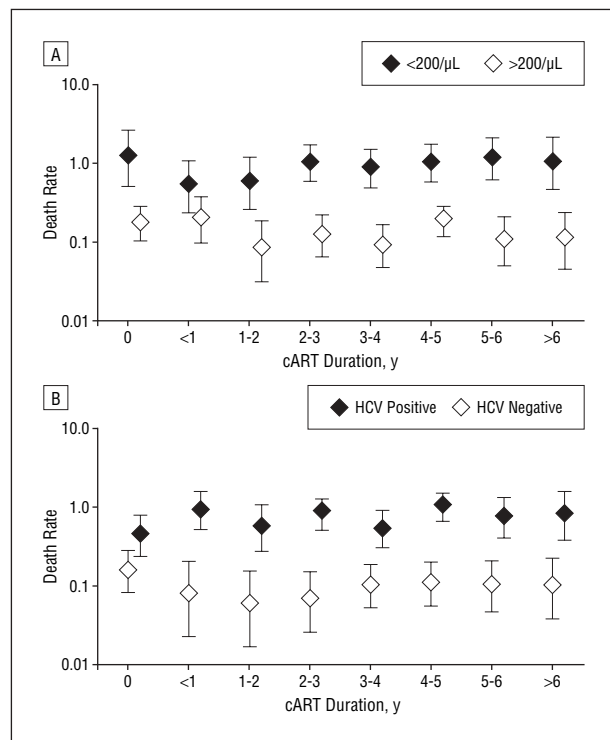 A
<200/µL >200/µL
10.0
1.0
0.1
0.01
Death Rate
0 <1 1-2 2-3 3-4 4-5 5-6 >6
cART Duration, y
B
HCV Positive HCV Negative
10.0
1.0
0.1
0.01
Death Rate
0 <1 1-2 2-3 3-4 4-5 5-6 >6
cART Duration, y